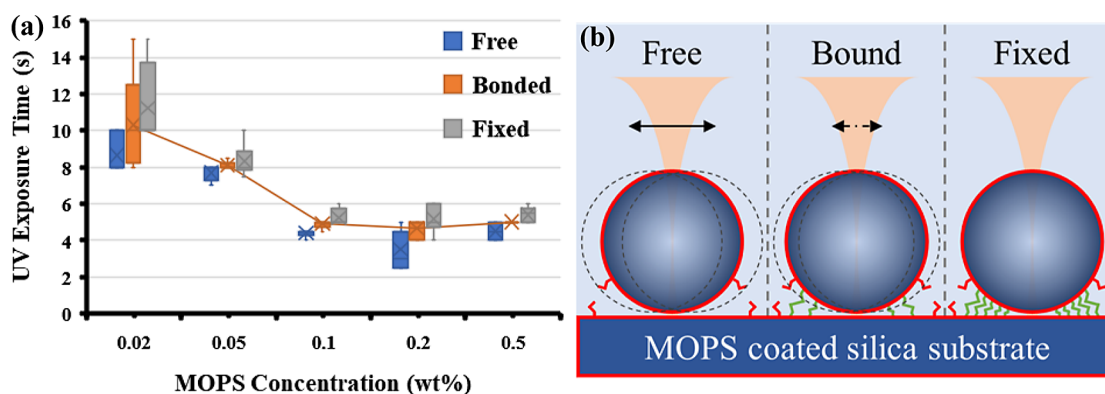 (a)
16
14
12
10
8
6
4
2
0
UV Exposure Time (s)
Free
Bonded
Fixed
0.02 0.05 0.1 0.2 0.5
MOPS Concentration (wt%)
(b)
Free Bound Fixed
MOPS coated silica substrate